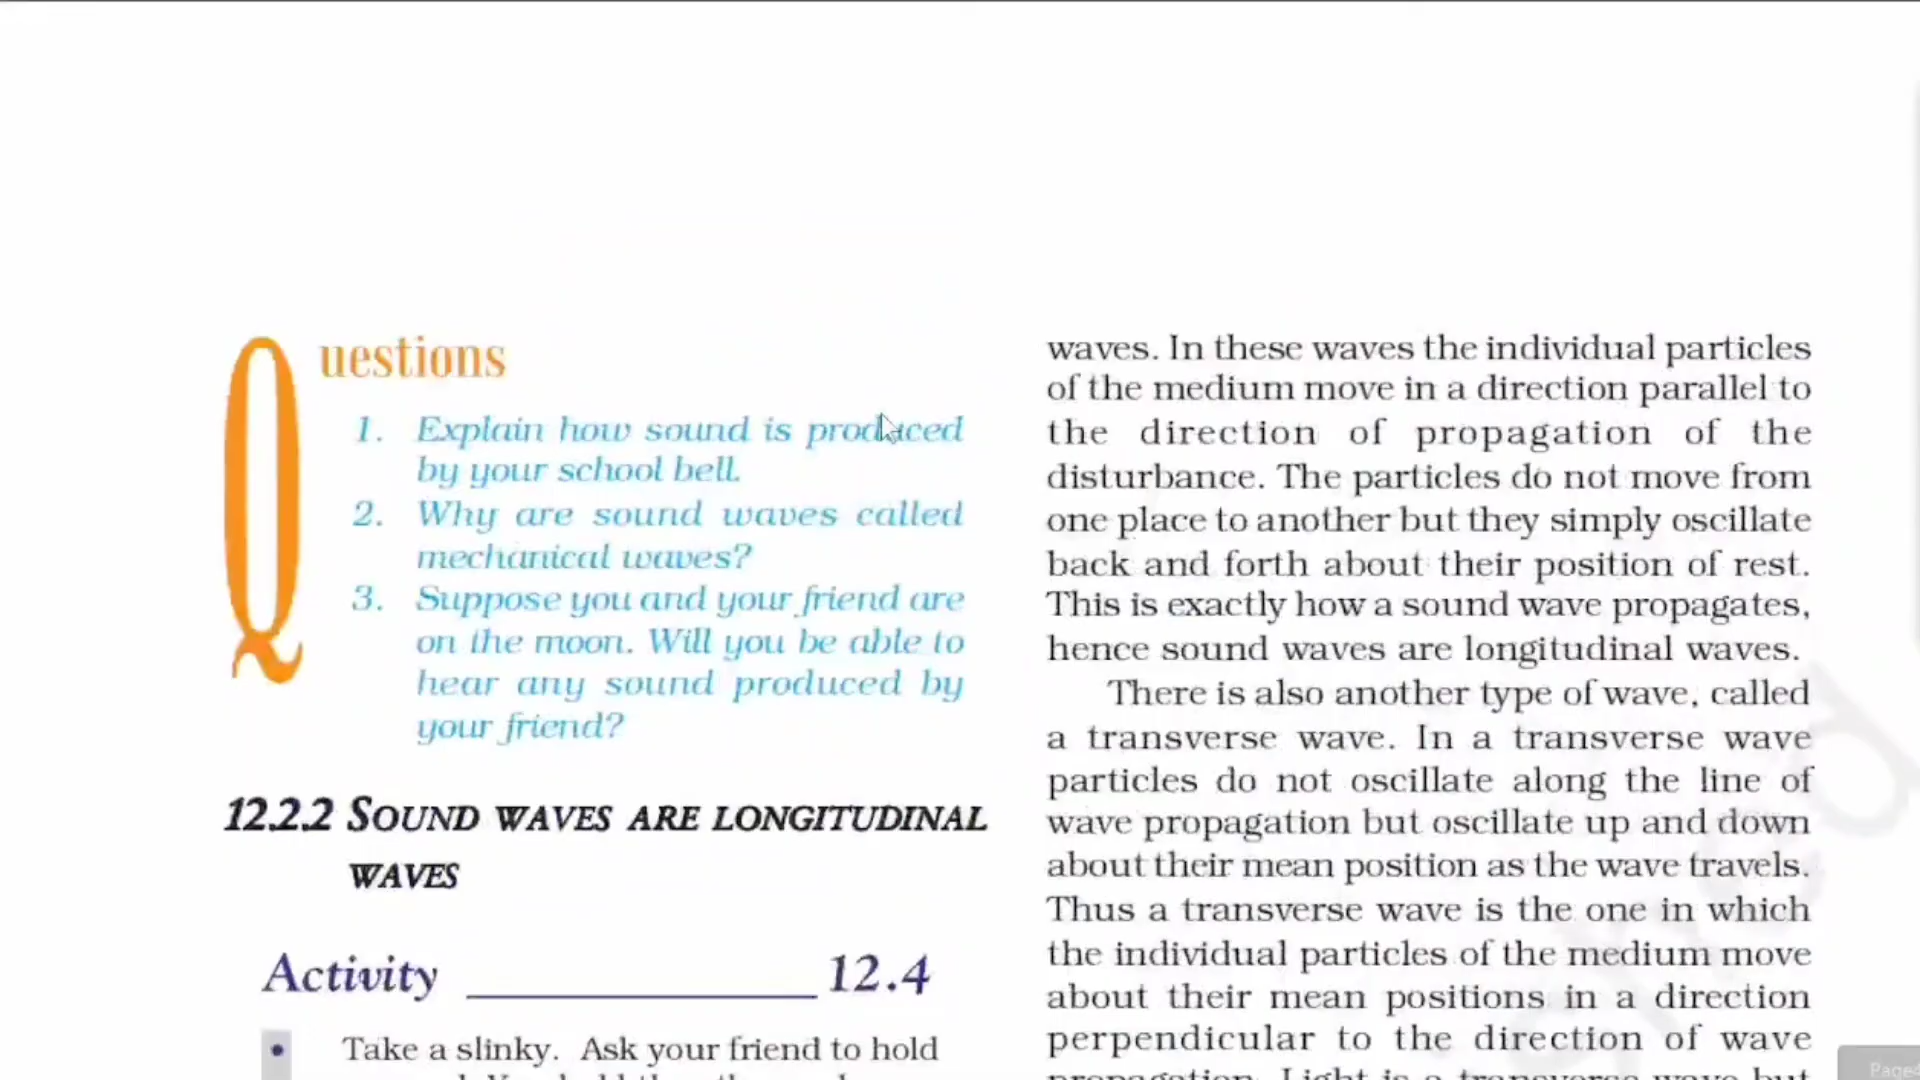 Questions
1. Explain how sound is produced
by your school bell.
2. Why are sound waves called
mechanical waves?
3. Suppose you and your friend are
on the moon. Will you be able to
hear any sound produced by
your friend?
12.2.2 SOUND WAVES ARE LONGITUDINAL
WAVES
Activity 12.4
• Take a slinky. Ask your friend to hold
waves. In these waves the individual particles
of the medium move in a direction parallel to
the direction of propagation of the
disturbance. The particles do not move from
one place to another but they simply oscillate
back and forth about their position of rest.
This is exactly how a sound wave propagates,
hence sound waves are longitudinal waves.
There is also another type of wave, called
a transverse wave. In a transverse wave
particles do not oscillate along the line of
wave propagation but oscillate up and down
about their mean position as the wave travels.
Thus a transverse wave is the one in which
the individual particles of the medium move
about their mean positions in a direction
perpendicular to the direction of wave
propagation. Light is a transverse wave but